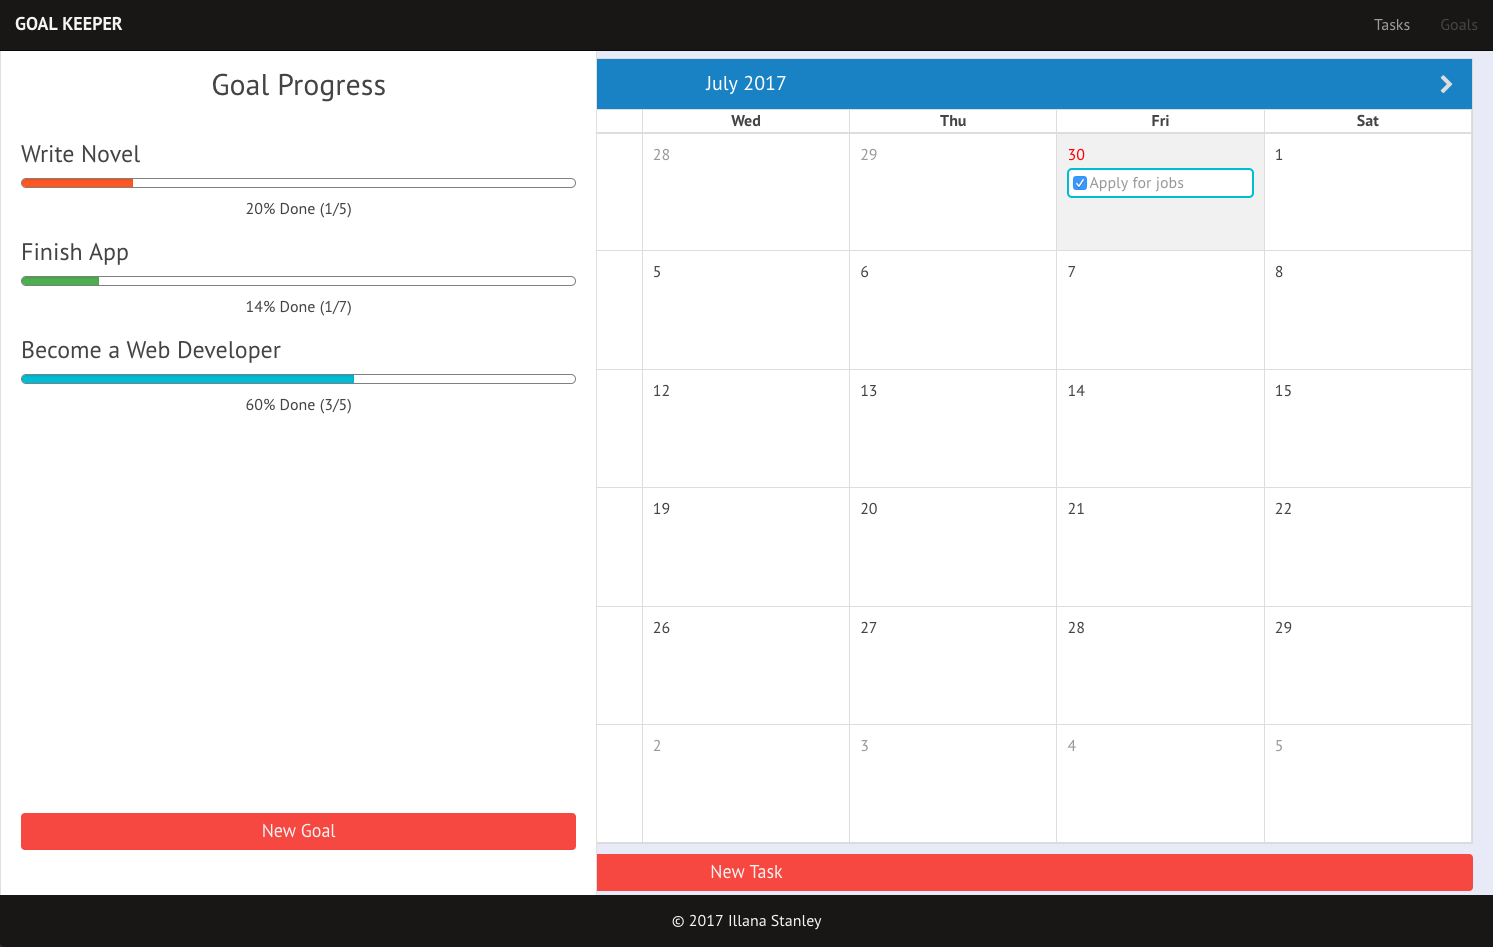 GOAL KEEPER
Tasks Goals
Goal Progress
Write Novel
20% Done (1/5)
Finish App
14% Done (1/7)
Become a Web Developer
60% Done (3/5)
New Goal
July 2017
Wed Thu Fri Sat
28 29 30 1
Apply for jobs
5 6 7 8
12 13 14 15
19 20 21 22
26 27 28 29
2 3 4 5
New Task
© 2017 Illana Stanley